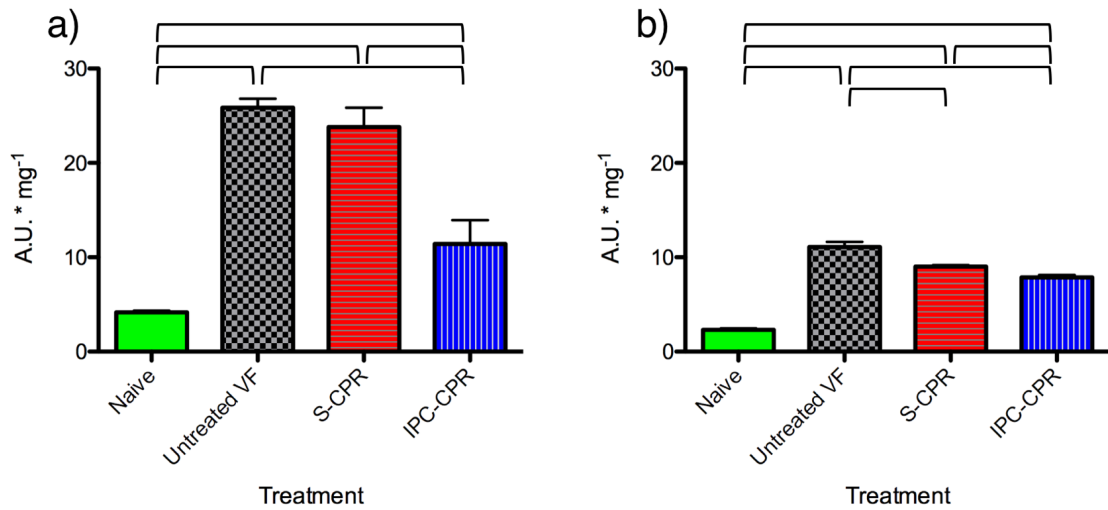 a)
30
20
10
0
A.U. * mg-1
Naive
Untreated VF
S-CPR
IPC-CPR
Treatment
b)
30
20
10
0
A.U. * mg-1
Naive
Untreated VF
S-CPR
IPC-CPR
Treatment